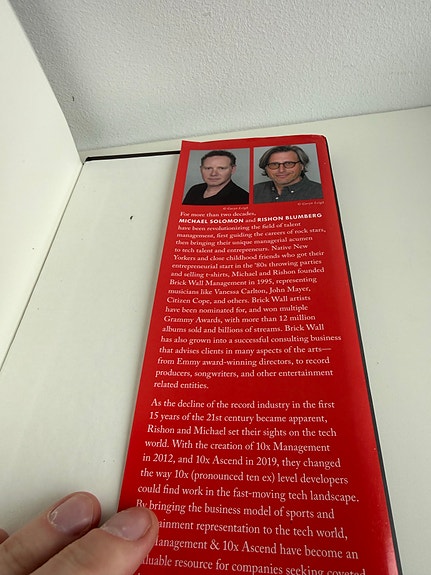 © Gavan Feigl
© Gavan Feigl
For more than two decades,
MICHAEL SOLOMON and RISHON BLUMBERG
have been revolutionizing the field of talent
management, first guiding the careers of rock stars,
then bringing their unique managerial acumen
to tech talent and entrepreneurs. Native New
Yorkers and close childhood friends who got their
entrepreneurial start in the '80s throwing parties
and selling t-shirts, Michael and Rishon founded
Brick Wall Management in 1995, representing
musicians like Vanessa Carlton, John Mayer,
Citizen Cope, and others. Brick Wall artists
have been nominated for, and won multiple
Grammy Awards, with more than 12 million
albums sold and billions of streams. Brick Wall
has also grown into a successful consulting business
that advises clients in many aspects of the arts—
from Emmy award-winning directors, to record
producers, songwriters, and other entertainment
related entities.
As the decline of the record industry in the first
15 years of the 21st century became apparent,
Rishon and Michael set their sights on the tech
world. With the creation of 10x Management
in 2012, and 10x Ascend in 2019, they changed
the way 10x (pronounced ten ex) level developers
could find work in the fast-moving tech landscape.
By bringing the business model of sports and
tainment representation to the tech world,
anagement & 10x Ascend have become an
uable resource for companies seeking coveted